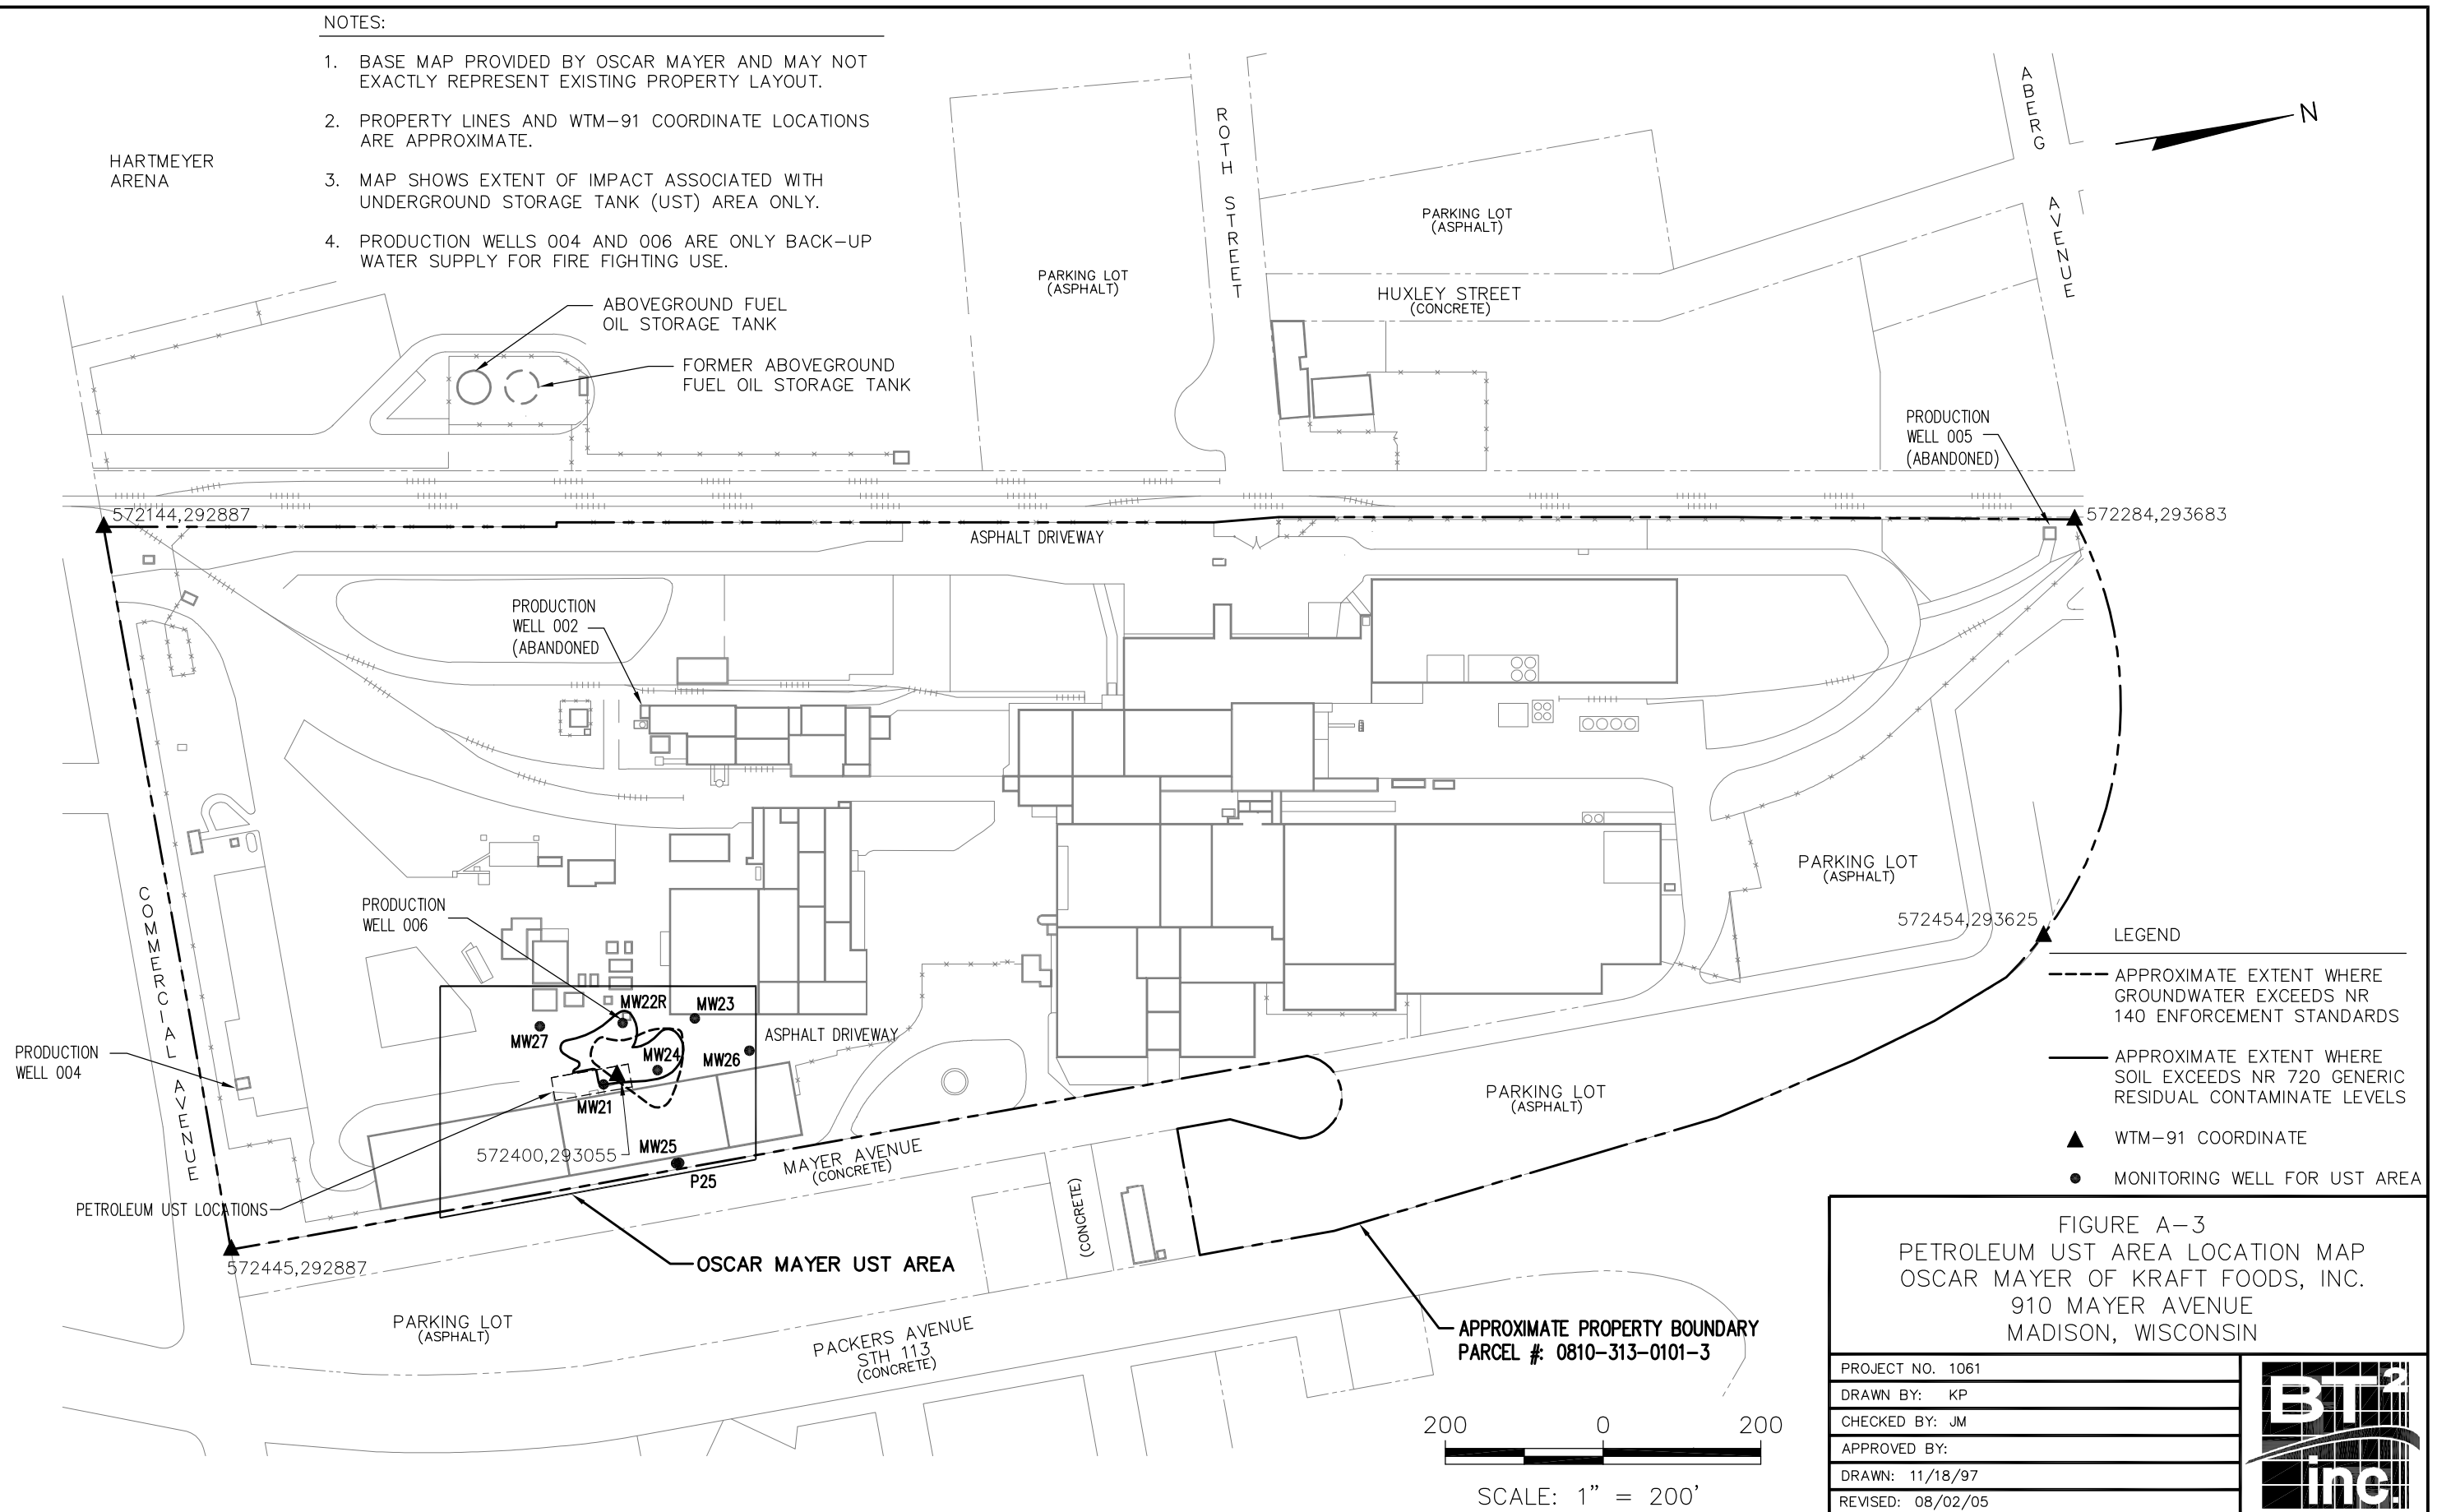 NOTES:
1. BASE MAP PROVIDED BY OSCAR MAYER AND MAY NOT
EXACTLY REPRESENT EXISTING PROPERTY LAYOUT.
2. PROPERTY LINES AND WTM-91 COORDINATE LOCATIONS
ARE APPROXIMATE.
3. MAP SHOWS EXTENT OF IMPACT ASSOCIATED WITH
UNDERGROUND STORAGE TANK (UST) AREA ONLY.
4. PRODUCTION WELLS 004 AND 006 ARE ONLY BACK-UP
WATER SUPPLY FOR FIRE FIGHTING USE.
HARTMEYER
ARENA
ROTH STREET
ABERG AVENUE
N
PARKING LOT
(ASPHALT)
PARKING LOT
(ASPHALT)
HUXLEY STREET
(CONCRETE)
ABOVEGROUND FUEL
OIL STORAGE TANK
FORMER ABOVEGROUND
FUEL OIL STORAGE TANK
PRODUCTION
WELL 005
(ABANDONED)
572144,292887
572284,293683
ASPHALT DRIVEWAY
PRODUCTION
WELL 002
(ABANDONED
PARKING LOT
(ASPHALT)
COMMERCIAL AVENUE
PRODUCTION
WELL 006
572454,293625
MW22R
MW23
MW27
MW24
MW26
ASPHALT DRIVEWAY
PRODUCTION
WELL 004
MW21
MW25
572400,293055
P25
MAYER AVENUE
(CONCRETE)
PARKING LOT
(ASPHALT)
PETROLEUM UST LOCATIONS
(CONCRETE)
OSCAR MAYER UST AREA
572445,292887
PARKING LOT
(ASPHALT)
PACKERS AVENUE
STH 113
(CONCRETE)
APPROXIMATE PROPERTY BOUNDARY
PARCEL #: 0810-313-0101-3
200 0 200
SCALE: 1" = 200'
LEGEND
APPROXIMATE EXTENT WHERE
GROUNDWATER EXCEEDS NR
140 ENFORCEMENT STANDARDS
APPROXIMATE EXTENT WHERE
SOIL EXCEEDS NR 720 GENERIC
RESIDUAL CONTAMINATE LEVELS
WTM-91 COORDINATE
MONITORING WELL FOR UST AREA
FIGURE A-3
PETROLEUM UST AREA LOCATION MAP
OSCAR MAYER OF KRAFT FOODS, INC.
910 MAYER AVENUE
MADISON, WISCONSIN
PROJECT NO. 1061
DRAWN BY: KP
CHECKED BY: JM
APPROVED BY:
DRAWN: 11/18/97
REVISED: 08/02/05
BT2
inc.